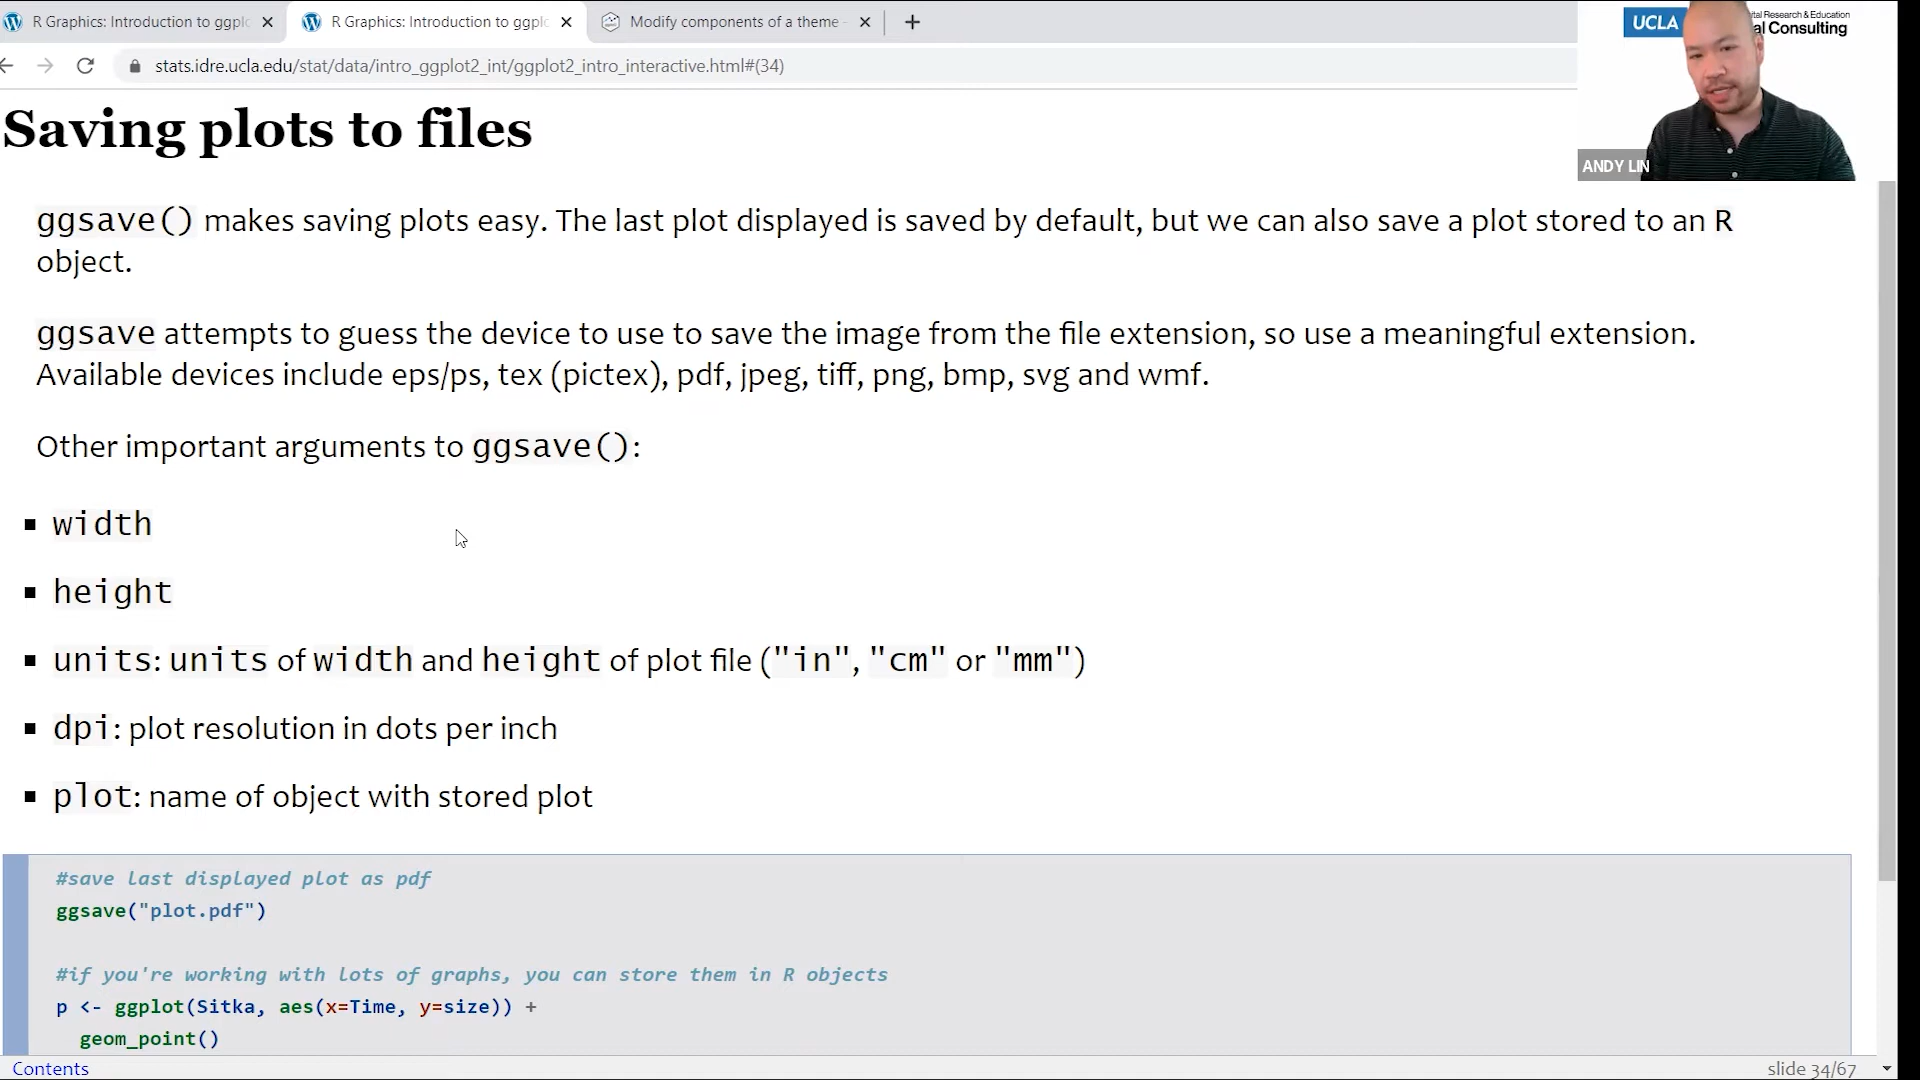 R Graphics: Introduction to ggplo
R Graphics: Introduction to ggplo
Modify components of a theme
stats.idre.ucla.edu/stat/data/intro_ggplot2_int/ggplot2_intro_interactive.html#(34)
UCLA
ital Research & Education
al Consulting
ANDY LIN
Saving plots to files
ggsave() makes saving plots easy. The last plot displayed is saved by default, but we can also save a plot stored to an R
object.
ggsave attempts to guess the device to use to save the image from the file extension, so use a meaningful extension.
Available devices include eps/ps, tex (pictex), pdf, jpeg, tiff, png, bmp, svg and wmf.
Other important arguments to ggsave():
▪ width
▪ height
▪ units: units of width and height of plot file ("in", "cm" or "mm")
▪ dpi: plot resolution in dots per inch
▪ plot: name of object with stored plot
#save last displayed plot as pdf
ggsave("plot.pdf")
#if you're working with lots of graphs, you can store them in R objects
p <- ggplot(Sitka, aes(x=Time, y=size)) +
geom_point()
Contents
slide 34/67